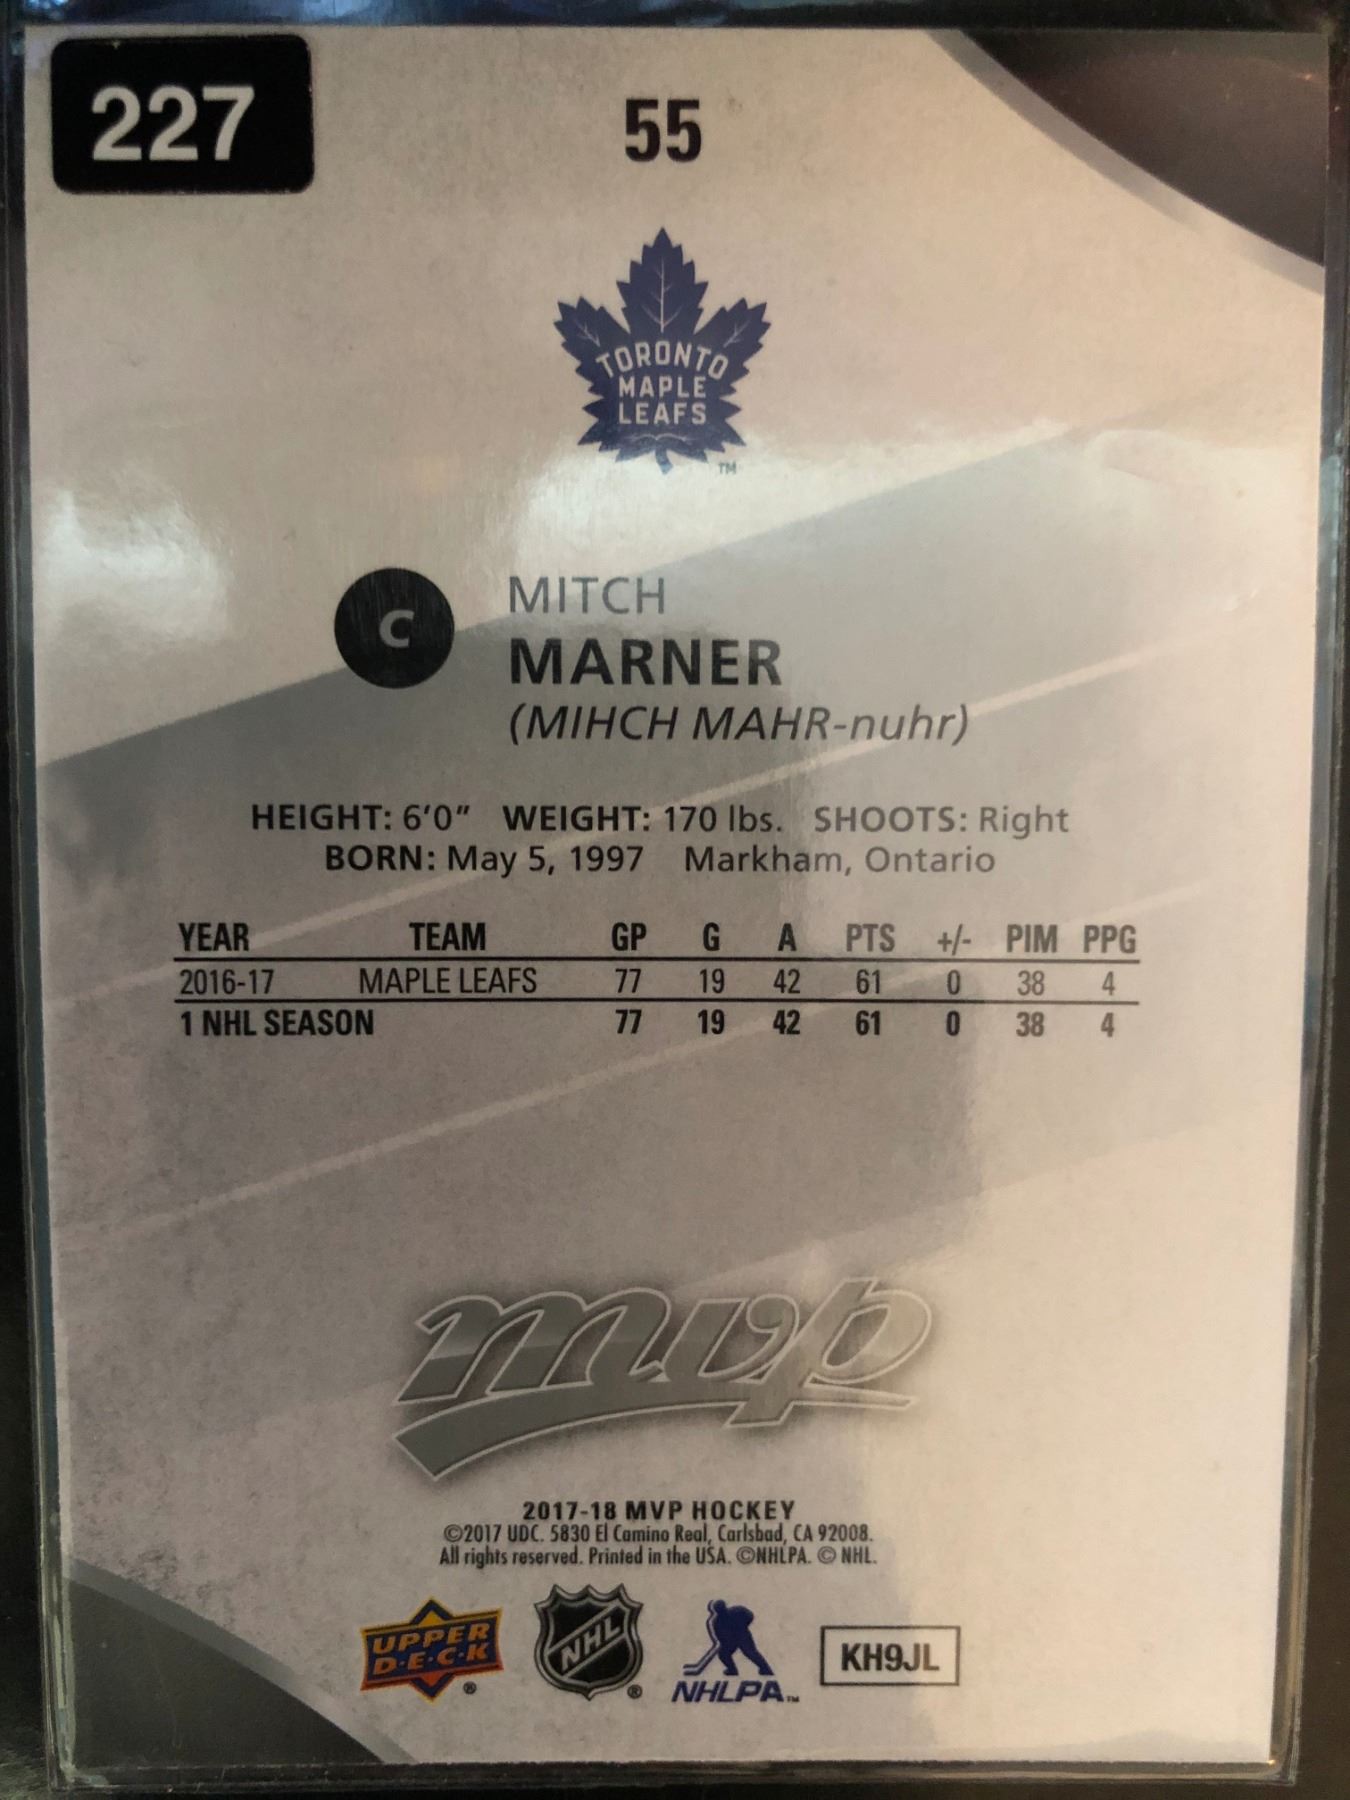 227
55
TORONTO
MAPLE
LEAFS
TM
C
MITCH
MARNER
(MIHCH MAHR-nuhr)
HEIGHT: 6'0" WEIGHT: 170 lbs. SHOOTS: Right
BORN: May 5, 1997 Markham, Ontario
YEAR TEAM GP G A PTS +/- PIM PPG
2016-17 MAPLE LEAFS 77 19 42 61 0 38 4
1 NHL SEASON 77 19 42 61 0 38 4
mvp
2017-18 MVP HOCKEY
©2017 UDC. 5830 El Camino Real, Carlsbad, CA 92008.
All rights reserved. Printed in the USA. ©NHLPA. © NHL.
UPPER
D·E·C·K
®
NHL
®
NHLPA™
KH9JL